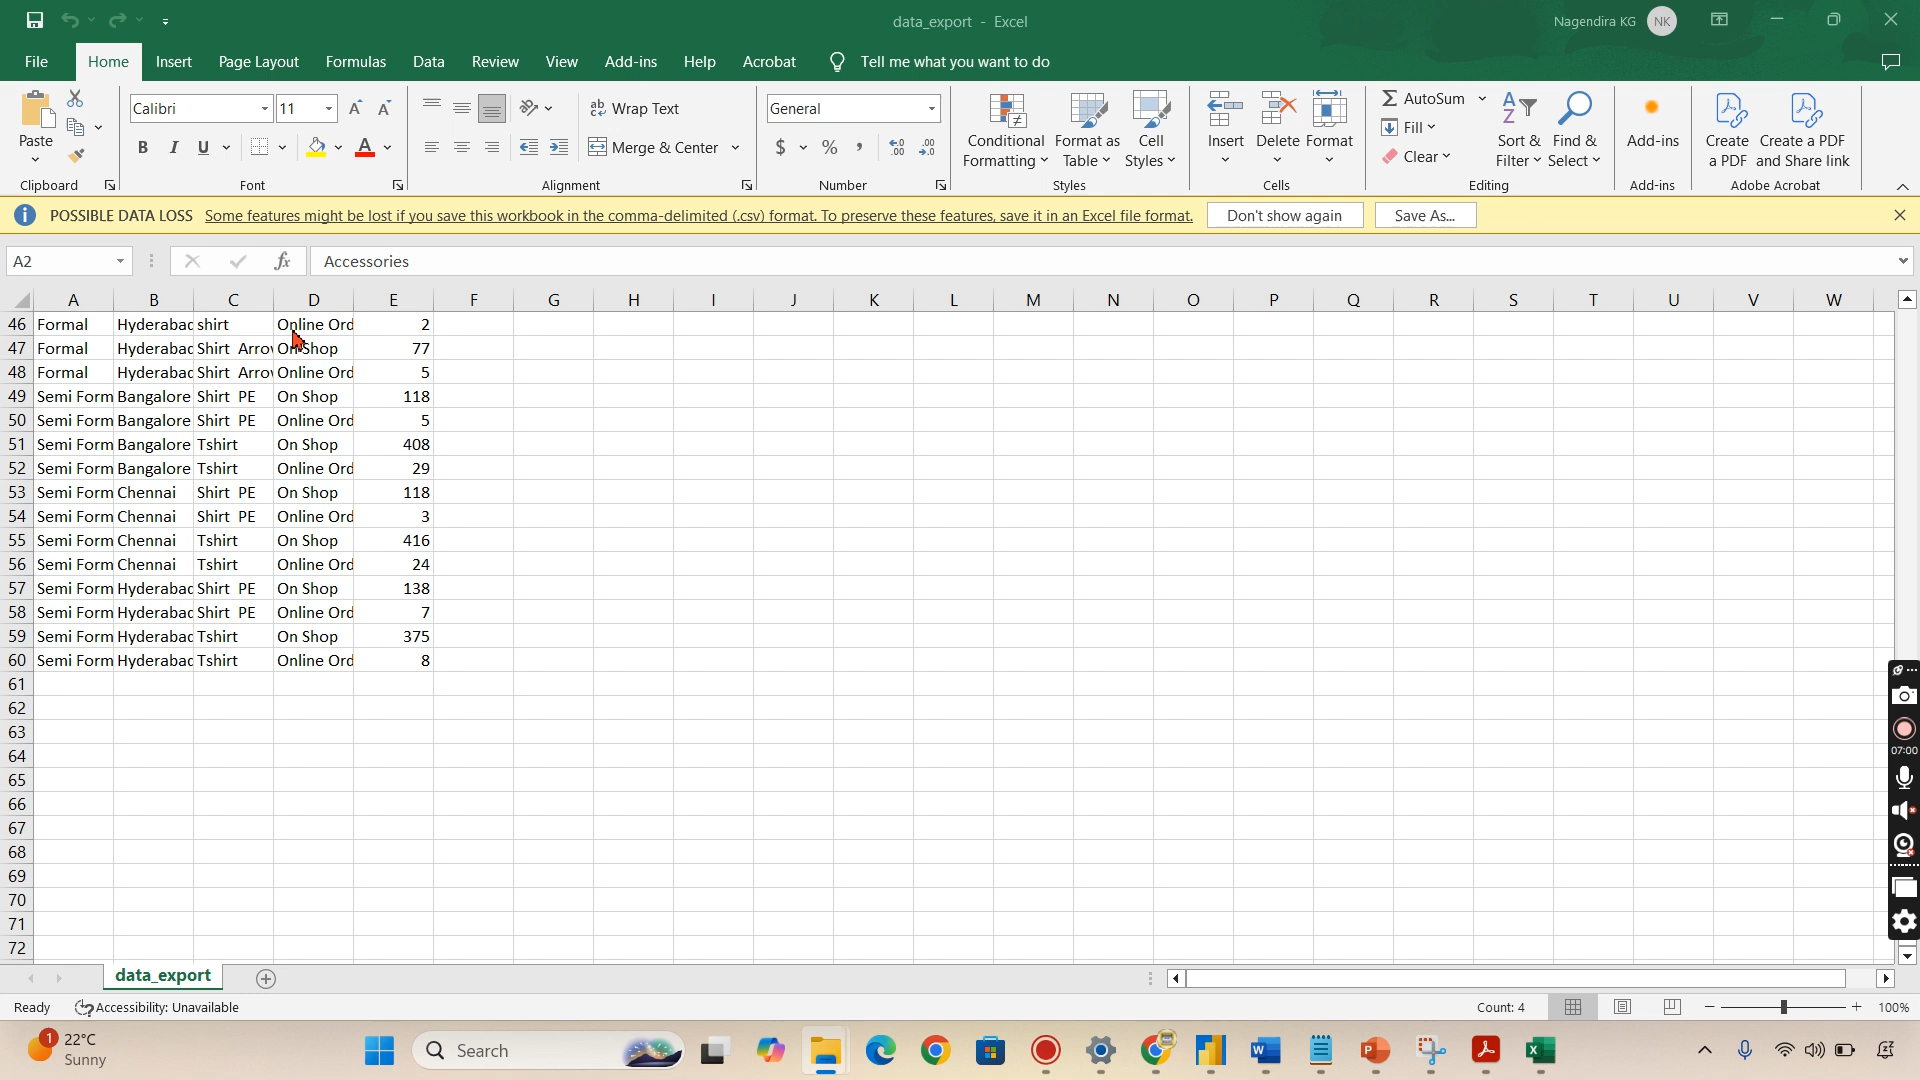 data_export - Excel
Nagendira KG NK
File Home Insert Page Layout Formulas Data Review View Add-ins Help Acrobat Tell me what you want to do
Calibri 11 Wrap Text General AutoSum
Paste Conditional Format as Cell Insert Delete Format Fill Sort & Find & Add-ins Create Create a PDF
B I U Merge & Center $ % , Formatting Table Styles Clear Filter Select a PDF and Share link
Clipboard Font Alignment Number Styles Cells Editing Add-ins Adobe Acrobat
POSSIBLE DATA LOSS Some features might be lost if you save this workbook in the comma-delimited (.csv) format. To preserve these features, save it in an Excel file format. Don't show again Save As...
A2 fx Accessories
A B C D E F G H I J K L M N O P Q R S T U V W
46 Formal Hyderabac shirt Online Ord 2
47 Formal Hyderabac Shirt Arrov On Shop 77
48 Formal Hyderabac Shirt Arrov Online Ord 5
49 Semi Form Bangalore Shirt PE On Shop 118
50 Semi Form Bangalore Shirt PE Online Ord 5
51 Semi Form Bangalore Tshirt On Shop 408
52 Semi Form Bangalore Tshirt Online Ord 29
53 Semi Form Chennai Shirt PE On Shop 118
54 Semi Form Chennai Shirt PE Online Ord 3
55 Semi Form Chennai Tshirt On Shop 416
56 Semi Form Chennai Tshirt Online Ord 24
57 Semi Form Hyderabac Shirt PE On Shop 138
58 Semi Form Hyderabac Shirt PE Online Ord 7
59 Semi Form Hyderabac Tshirt On Shop 375
60 Semi Form Hyderabac Tshirt Online Ord 8
61
62
63
64
65
66
67
68
69
70
71
72
07:00
data_export
Ready Accessibility: Unavailable Count: 4 100%
1 22°C
Sunny
Search